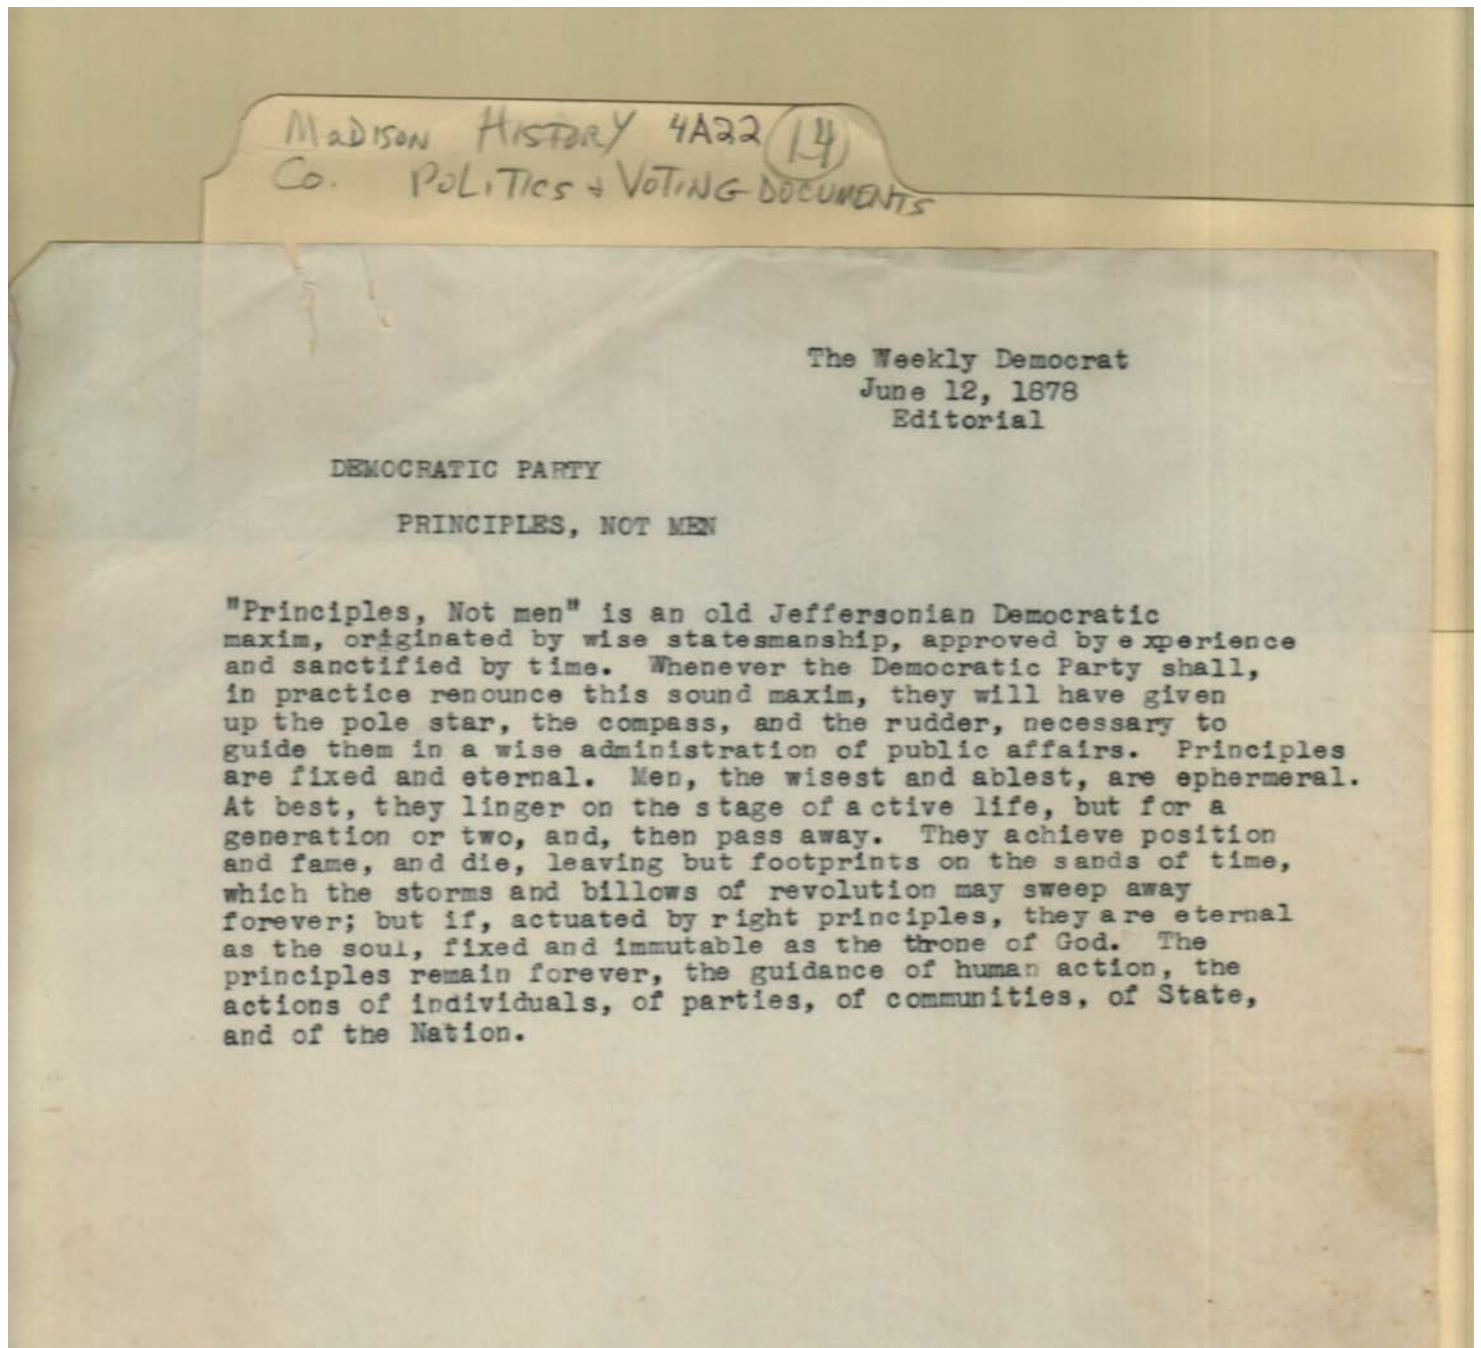 MaDISON HISTORY 4A22 14
Co. POLITICS + VOTING DOCUMENTS
The Weekly Democrat
June 12, 1878
Editorial
DEMOCRATIC PARTY
PRINCIPLES, NOT MEN
"Principles, Not men" is an old Jeffersonian Democratic
maxim, originated by wise statesmanship, approved by experience
and sanctified by time. Whenever the Democratic Party shall,
in practice renounce this sound maxim, they will have given
up the pole star, the compass, and the rudder, necessary to
guide them in a wise administration of public affairs. Principles
are fixed and eternal. Men, the wisest and ablest, are ephermeral.
At best, they linger on the stage of active life, but for a
generation or two, and, then pass away. They achieve position
and fame, and die, leaving but footprints on the sands of time,
which the storms and billows of revolution may sweep away
forever; but if, actuated by right principles, they are eternal
as the soul, fixed and immutable as the throne of God. The
principles remain forever, the guidance of human action, the
actions of individuals, of parties, of communities, of State,
and of the Nation.